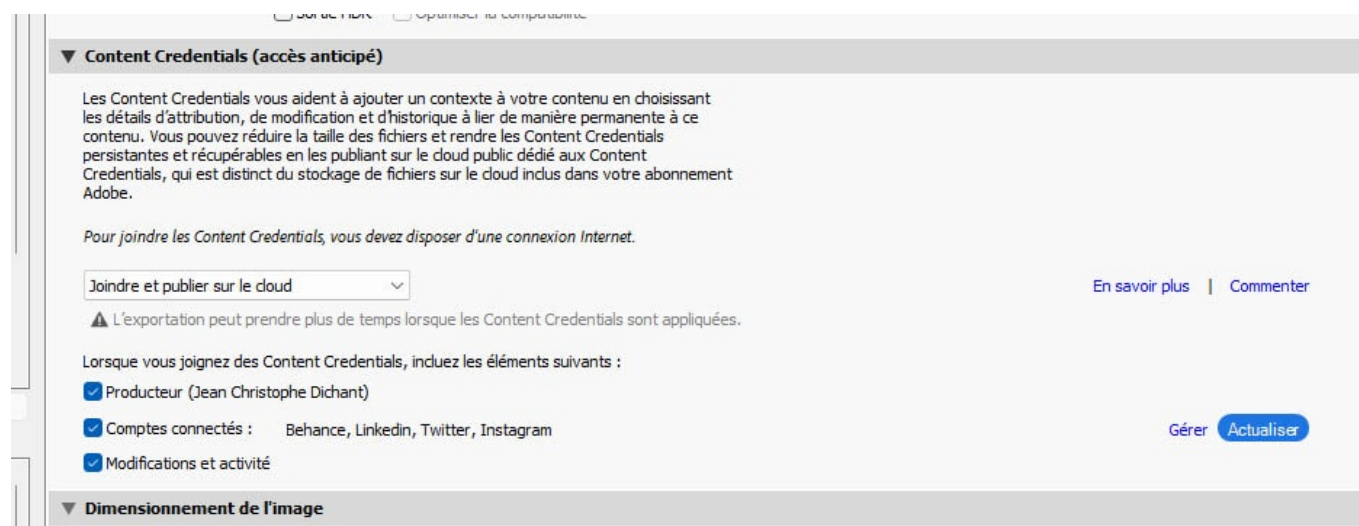 Sortie HDR Optimiser la compatibilité
Content Credentials (accès anticipé)
Les Content Credentials vous aident à ajouter un contexte à votre contenu en choisissant
les détails d'attribution, de modification et d'historique à lier de manière permanente à ce
contenu. Vous pouvez réduire la taille des fichiers et rendre les Content Credentials
persistantes et récupérables en les publiant sur le cloud public dédié aux Content
Credentials, qui est distinct du stockage de fichiers sur le cloud inclus dans votre abonnement
Adobe.
Pour joindre les Content Credentials, vous devez disposer d'une connexion Internet.
Joindre et publier sur le cloud
En savoir plus | Commenter
L'exportation peut prendre plus de temps lorsque les Content Credentials sont appliquées.
Lorsque vous joignez des Content Credentials, incluez les éléments suivants :
Producteur (Jean Christophe Dichant)
Comptes connectés : Behance, Linkedin, Twitter, Instagram
Gérer Actualiser
Modifications et activité
Dimensionnement de l'image